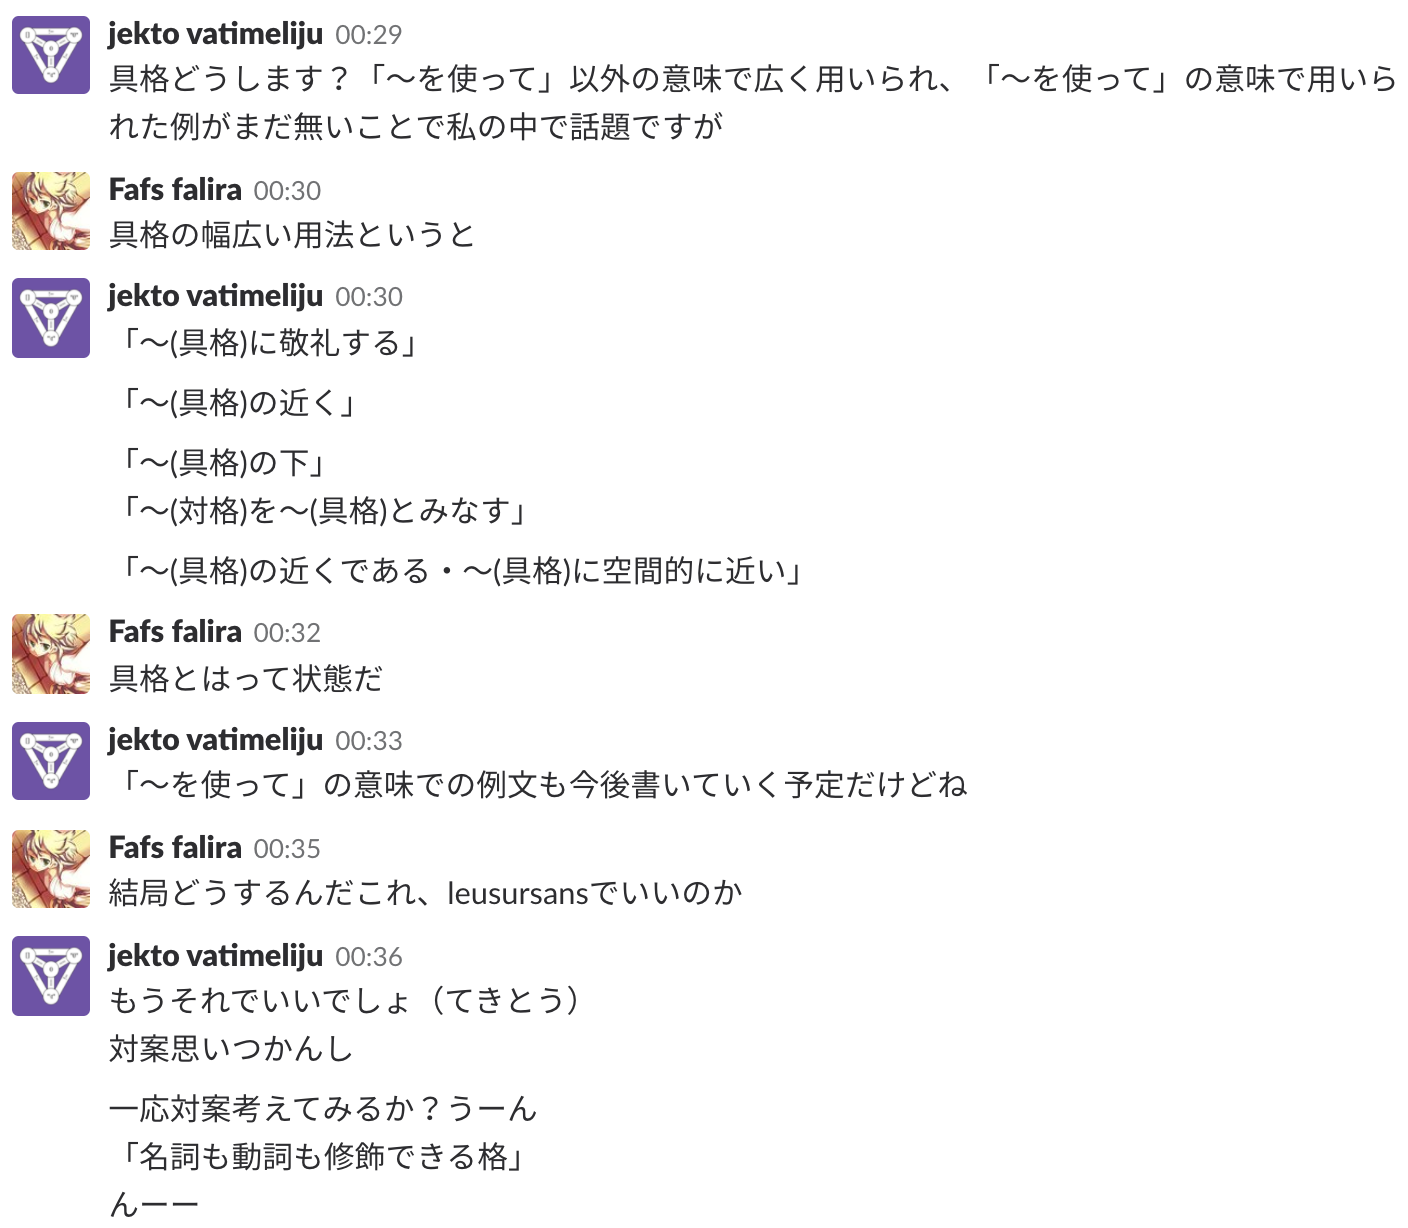 jekto vatimeliju 00:29
具格どうします？「〜を使って」以外の意味で広く用いられ、「〜を使って」の意味で用いら
れた例がまだ無いことで私の中で話題ですが
Fafs falira 00:30
具格の幅広い用法というと
jekto vatimeliju 00:30
「〜(具格)に敬礼する」
「〜(具格)の近く」
「〜(具格)の下」
「〜(対格)を〜(具格)とみなす」
「〜(具格)の近くである・〜(具格)に空間的に近い」
Fafs falira 00:32
具格とはって状態だ
jekto vatimeliju 00:33
「〜を使って」の意味での例文も今後書いていく予定だけどね
Fafs falira 00:35
結局どうするんだこれ、leusursansでいいのか
jekto vatimeliju 00:36
もうそれでいいでしょ（てきとう）
対案思いつかんし
一応対案考えてみるか？うーん
「名詞も動詞も修飾できる格」
んーー